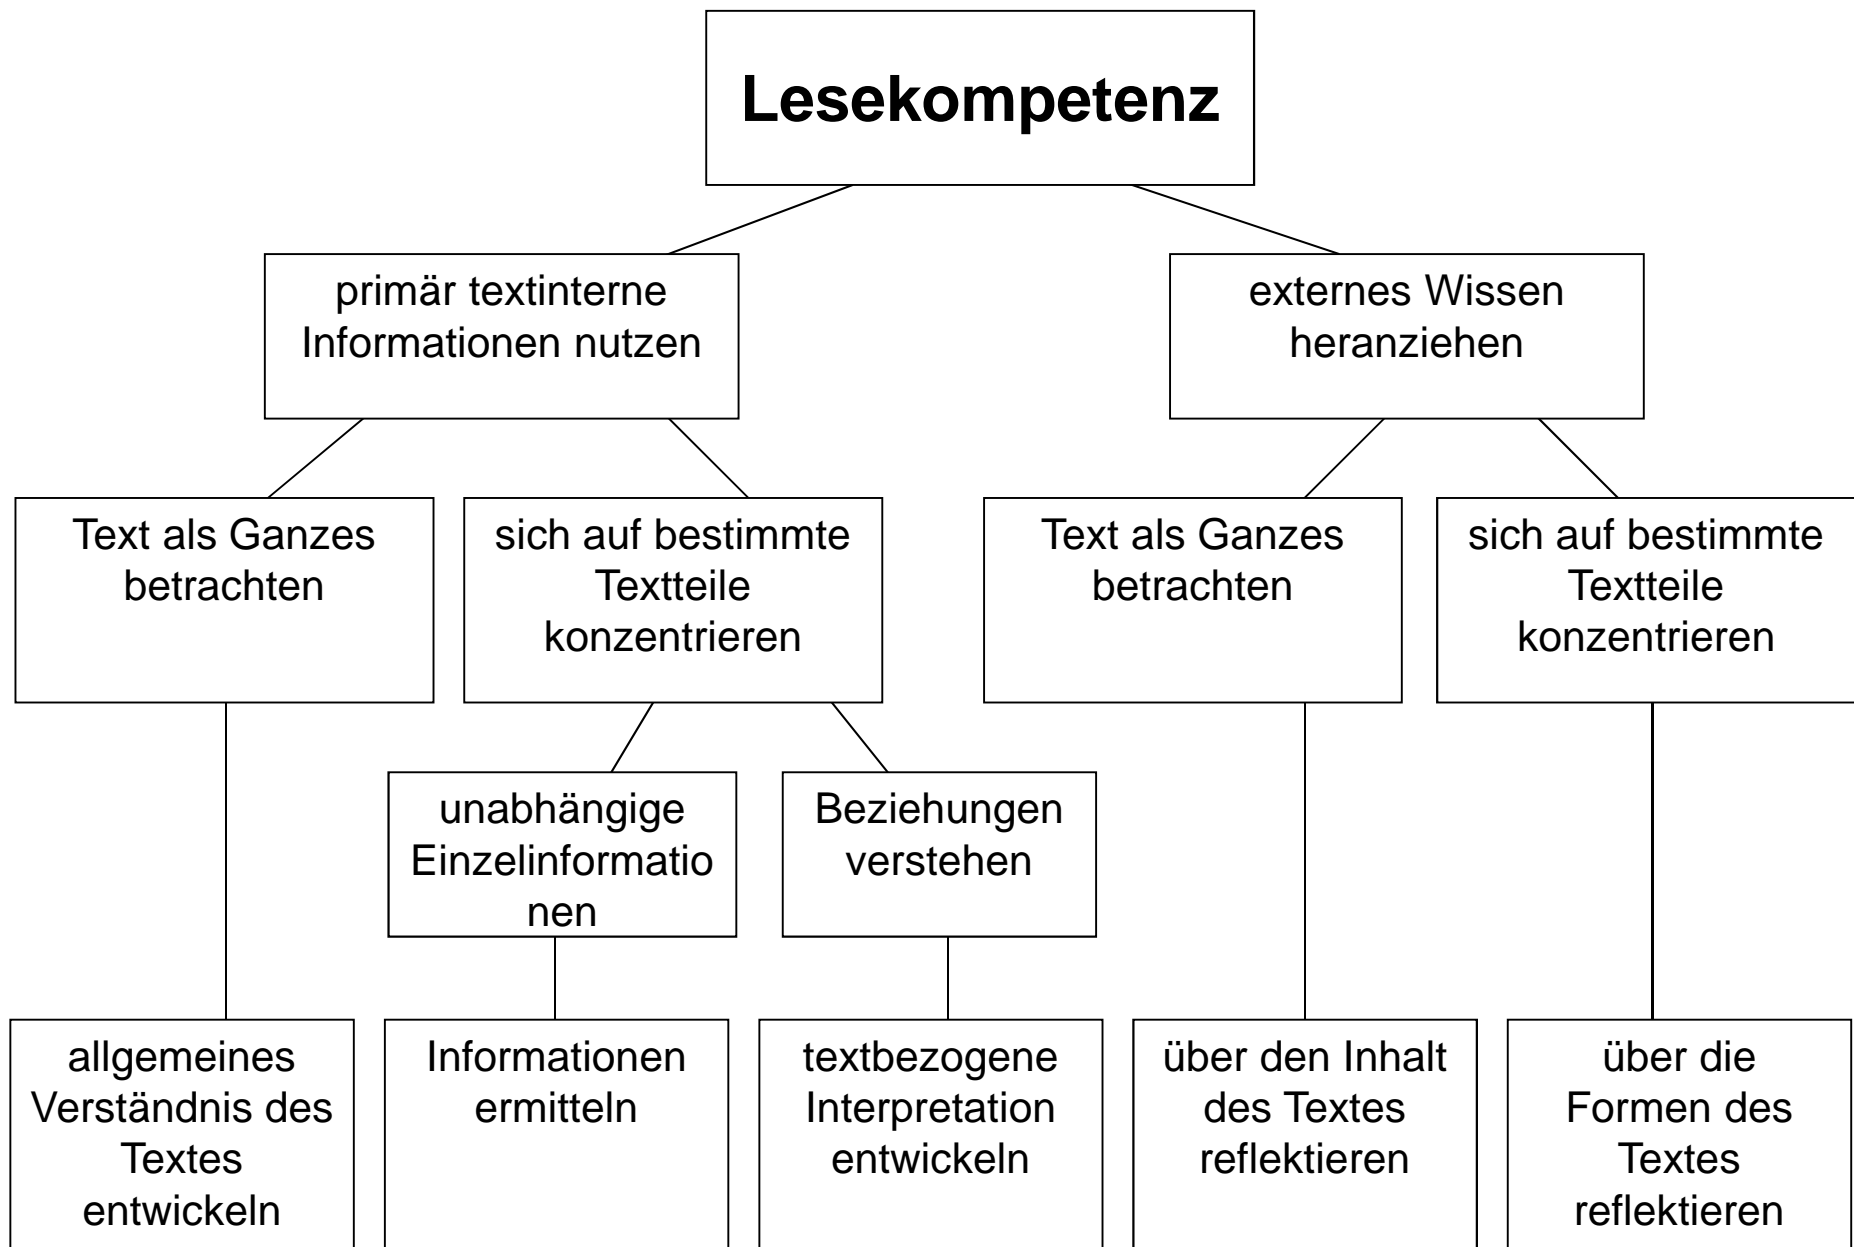 Lesekompetenz
primär textinterne
Informationen nutzen
externes Wissen
heranziehen
Text als Ganzes
betrachten
sich auf bestimmte
Textteile
konzentrieren
Text als Ganzes
betrachten
sich auf bestimmte
Textteile
konzentrieren
unabhängige
Einzelinformatio
nen
Beziehungen
verstehen
allgemeines
Verständnis des
Textes
entwickeln
Informationen
ermitteln
textbezogene
Interpretation
entwickeln
über den Inhalt
des Textes
reflektieren
über die
Formen des
Textes
reflektieren